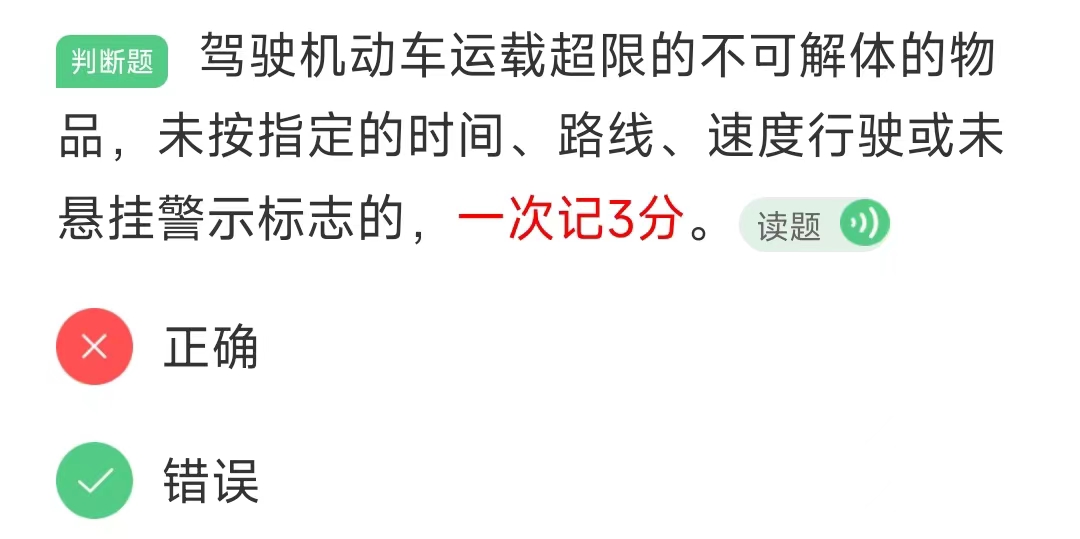 判断题 驾驶机动车运载超限的不可解体的物
品，未按指定的时间、路线、速度行驶或未
悬挂警示标志的，一次记3分。 读题
正确
错误